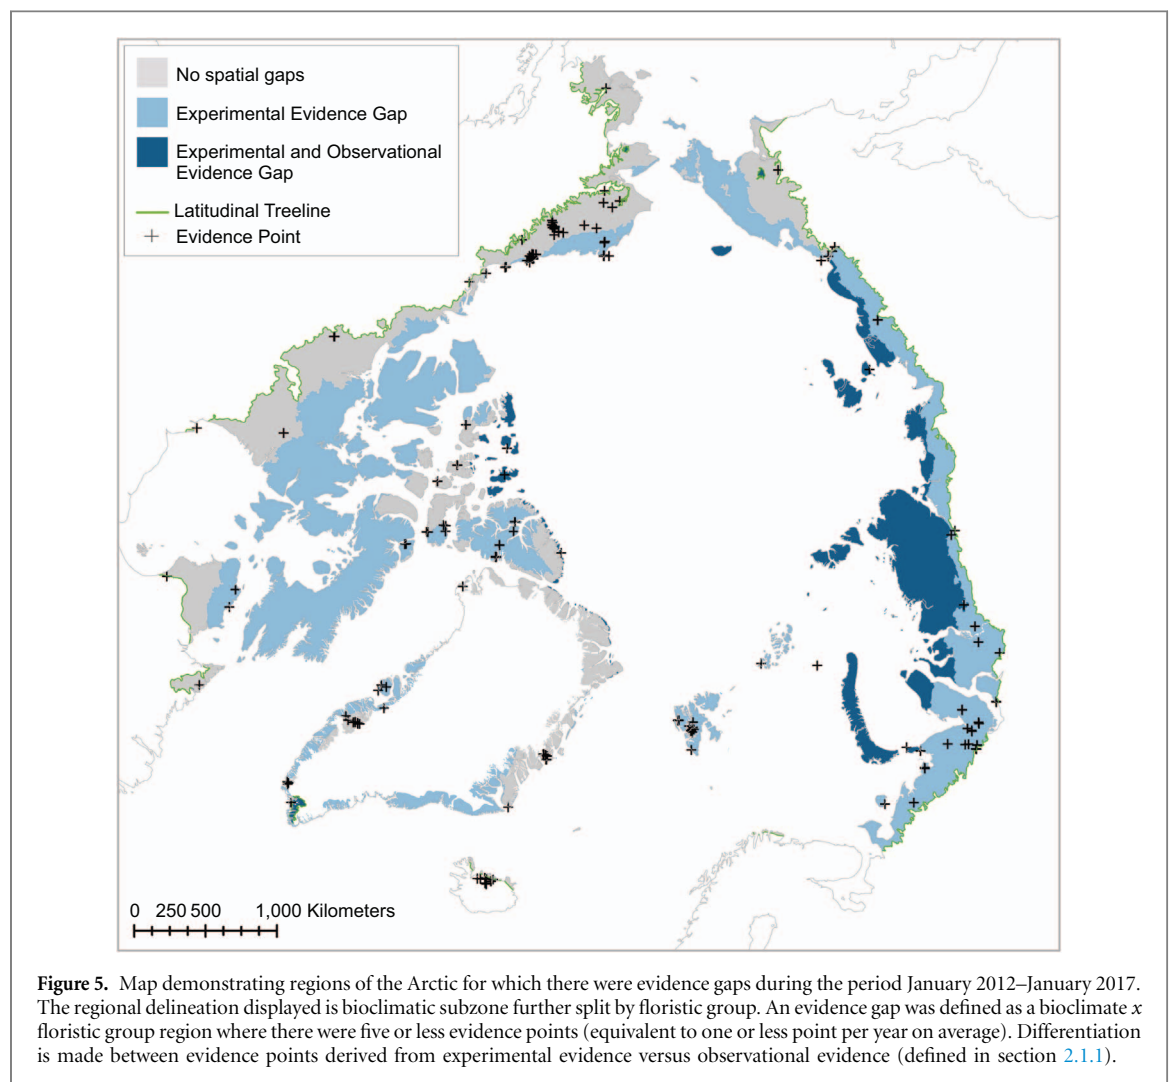 No spatial gaps
Experimental Evidence Gap
Experimental and Observational
Evidence Gap
Latitudinal Treeline
Evidence Point
0 250 500 1,000 Kilometers
Figure 5. Map demonstrating regions of the Arctic for which there were evidence gaps during the period January 2012–January 2017.
The regional delineation displayed is bioclimatic subzone further split by floristic group. An evidence gap was defined as a bioclimate x
floristic group region where there were five or less evidence points (equivalent to one or less point per year on average). Differentiation
is made between evidence points derived from experimental evidence versus observational evidence (defined in section 2.1.1).